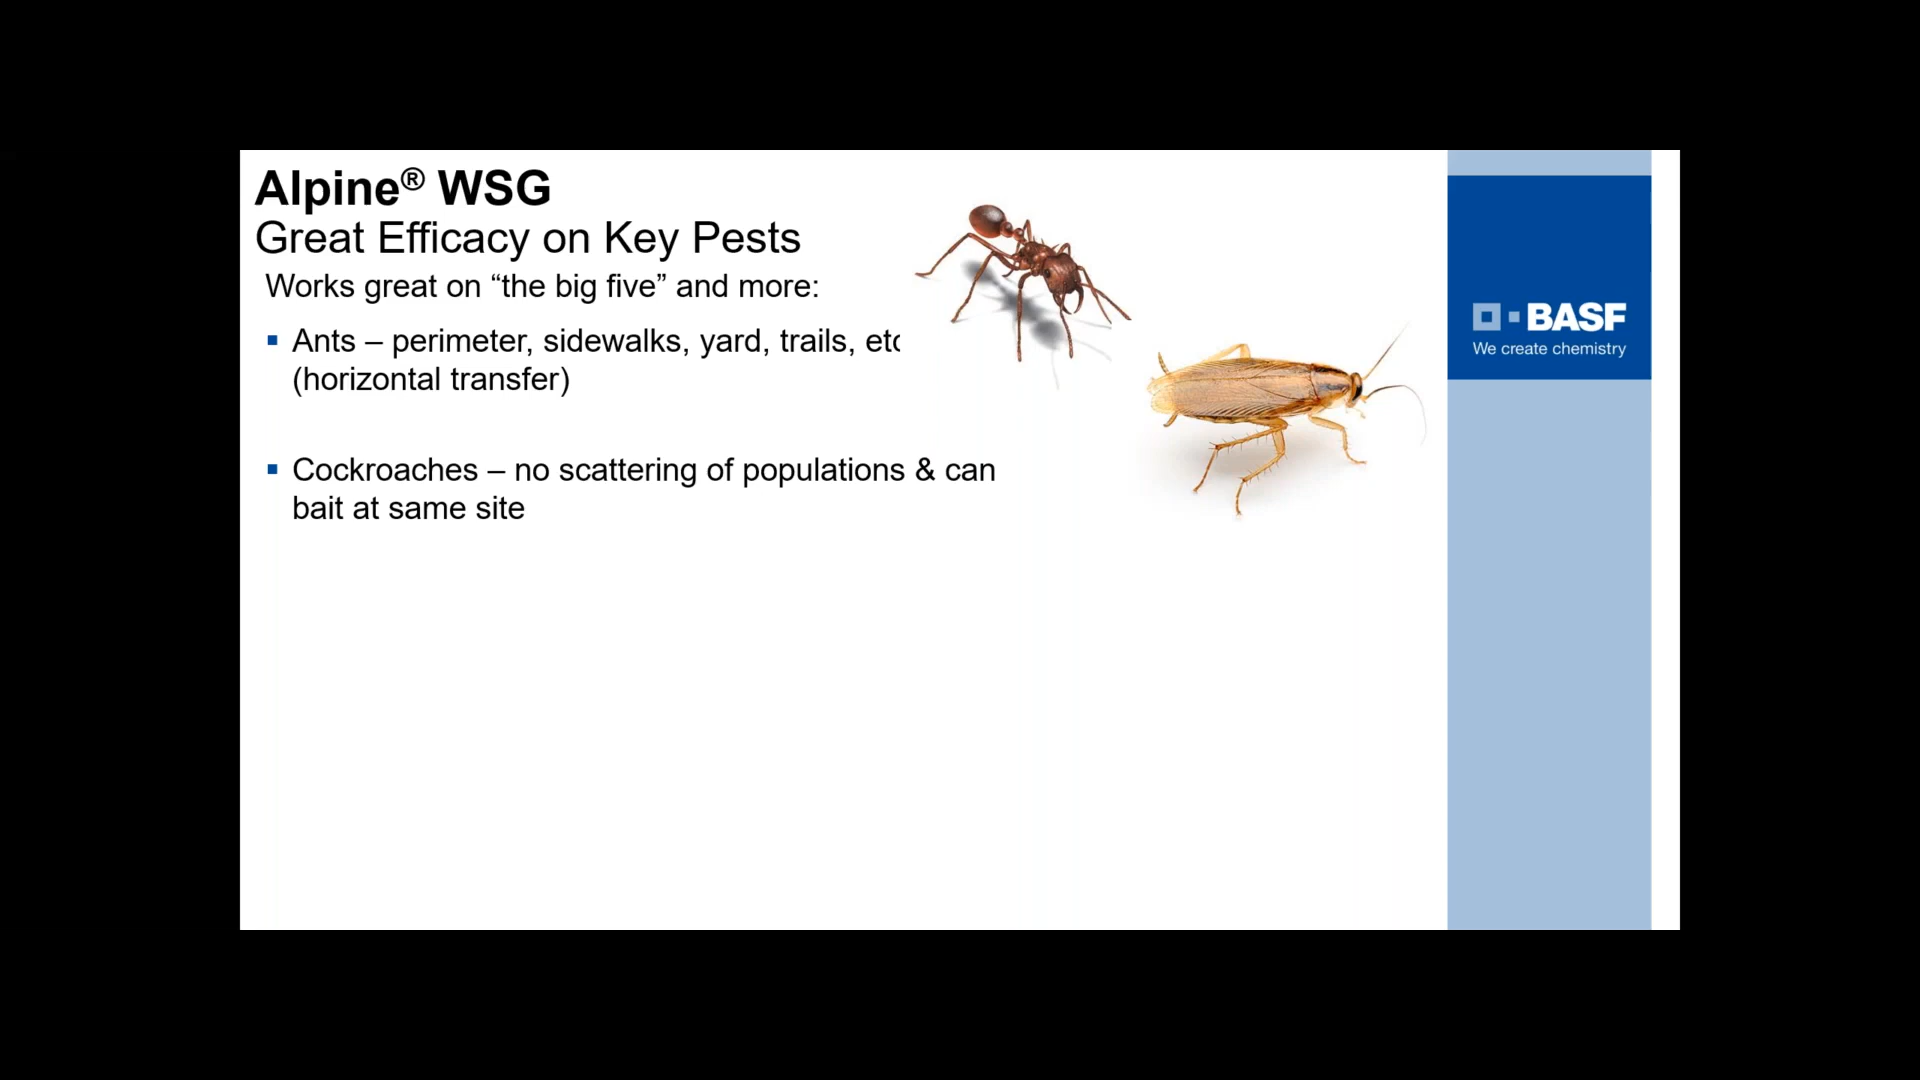 Alpine® WSG
Great Efficacy on Key Pests
Works great on “the big five” and more:
▪ Ants – perimeter, sidewalks, yard, trails, etc
(horizontal transfer)
▪ Cockroaches – no scattering of populations & can
bait at same site
BASF
We create chemistry